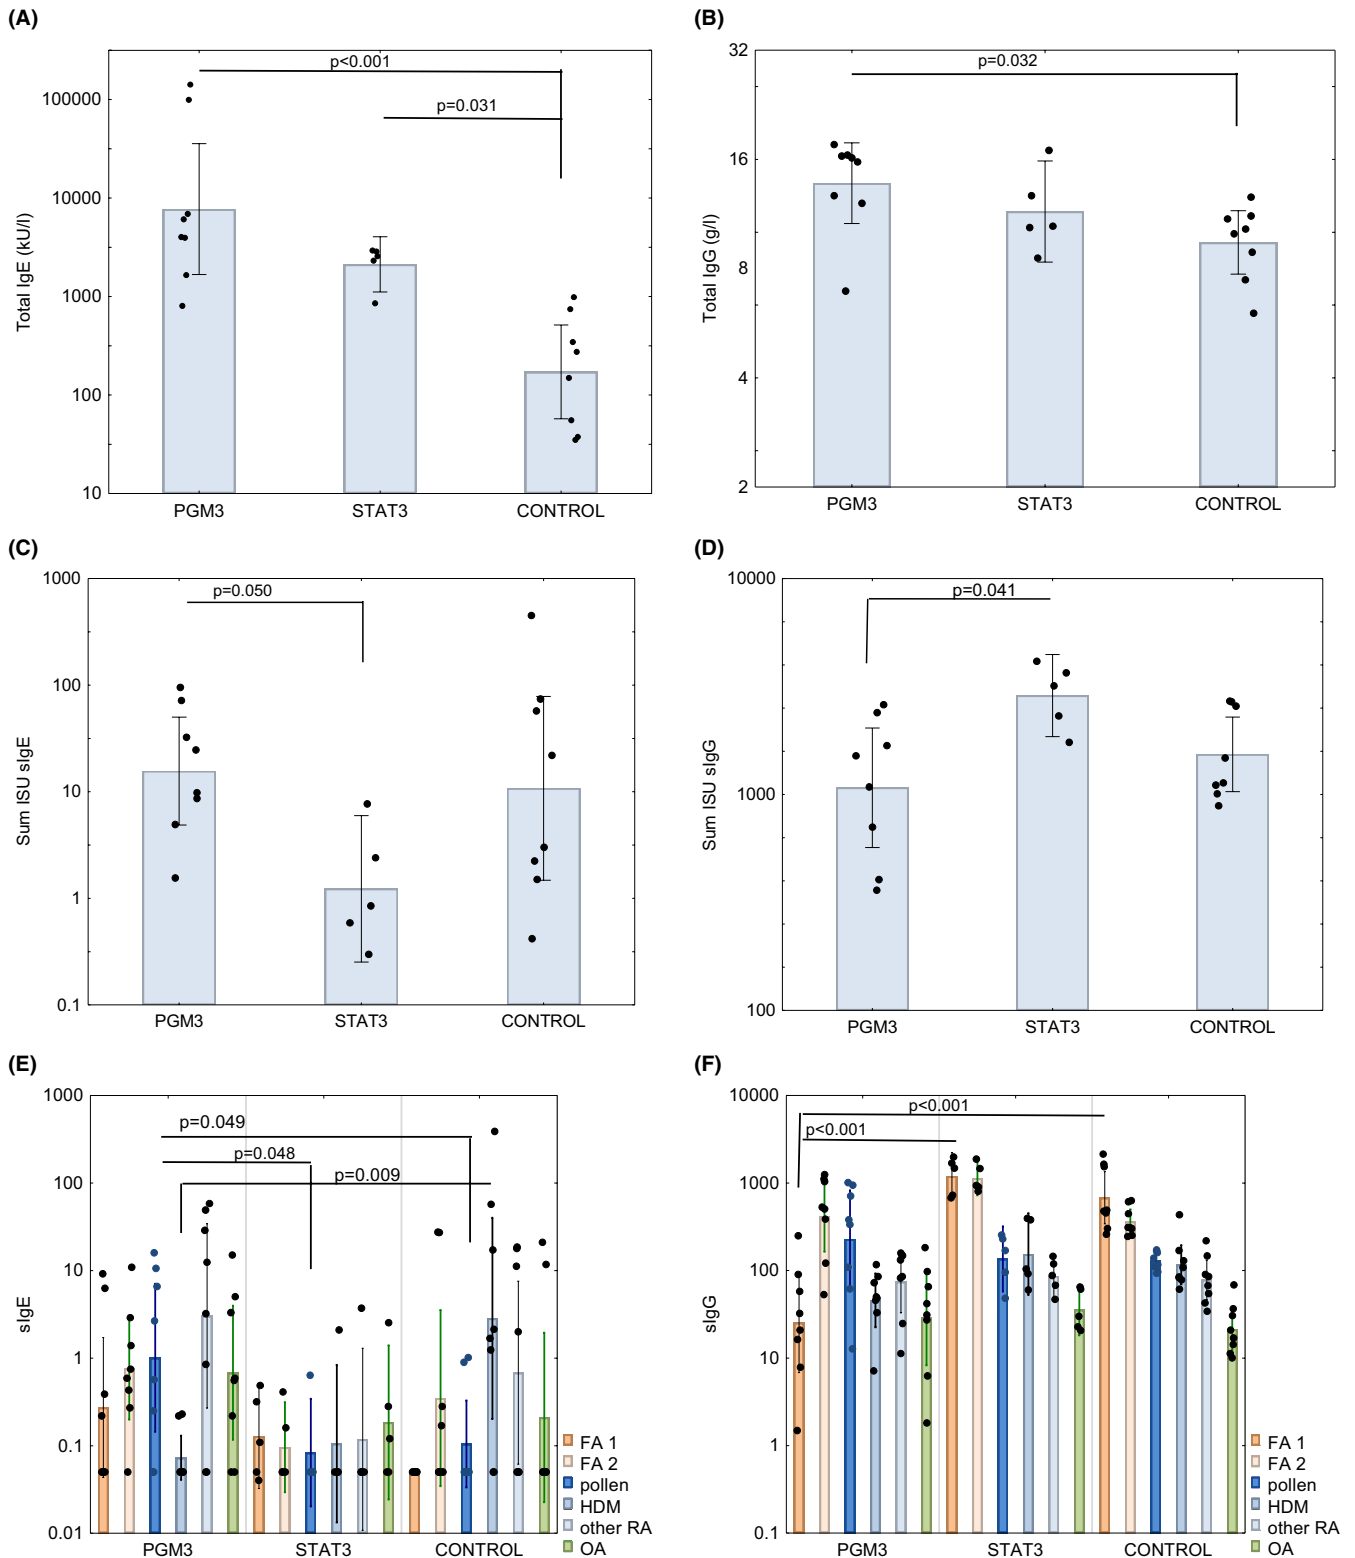 (A)
p<0.001
p=0.031
100000
10000
1000
100
10
Total IgE (kU/l)
PGM3 STAT3 CONTROL
(B)
p=0.032
32
16
8
4
2
Total IgG (g/l)
PGM3 STAT3 CONTROL
(C)
p=0.050
1000
100
10
1
0.1
Sum ISU sIgE
PGM3 STAT3 CONTROL
(D)
p=0.041
10000
1000
100
Sum ISU sIgG
PGM3 STAT3 CONTROL
(E)
p=0.049
p=0.048
p=0.009
1000
100
10
1
0.1
0.01
sIgE
PGM3 STAT3 CONTROL
FA 1
FA 2
pollen
HDM
other RA
OA
(F)
p<0.001
p<0.001
10000
1000
100
10
1
0.1
sIgG
PGM3 STAT3 CONTROL
FA 1
FA 2
pollen
HDM
other RA
OA